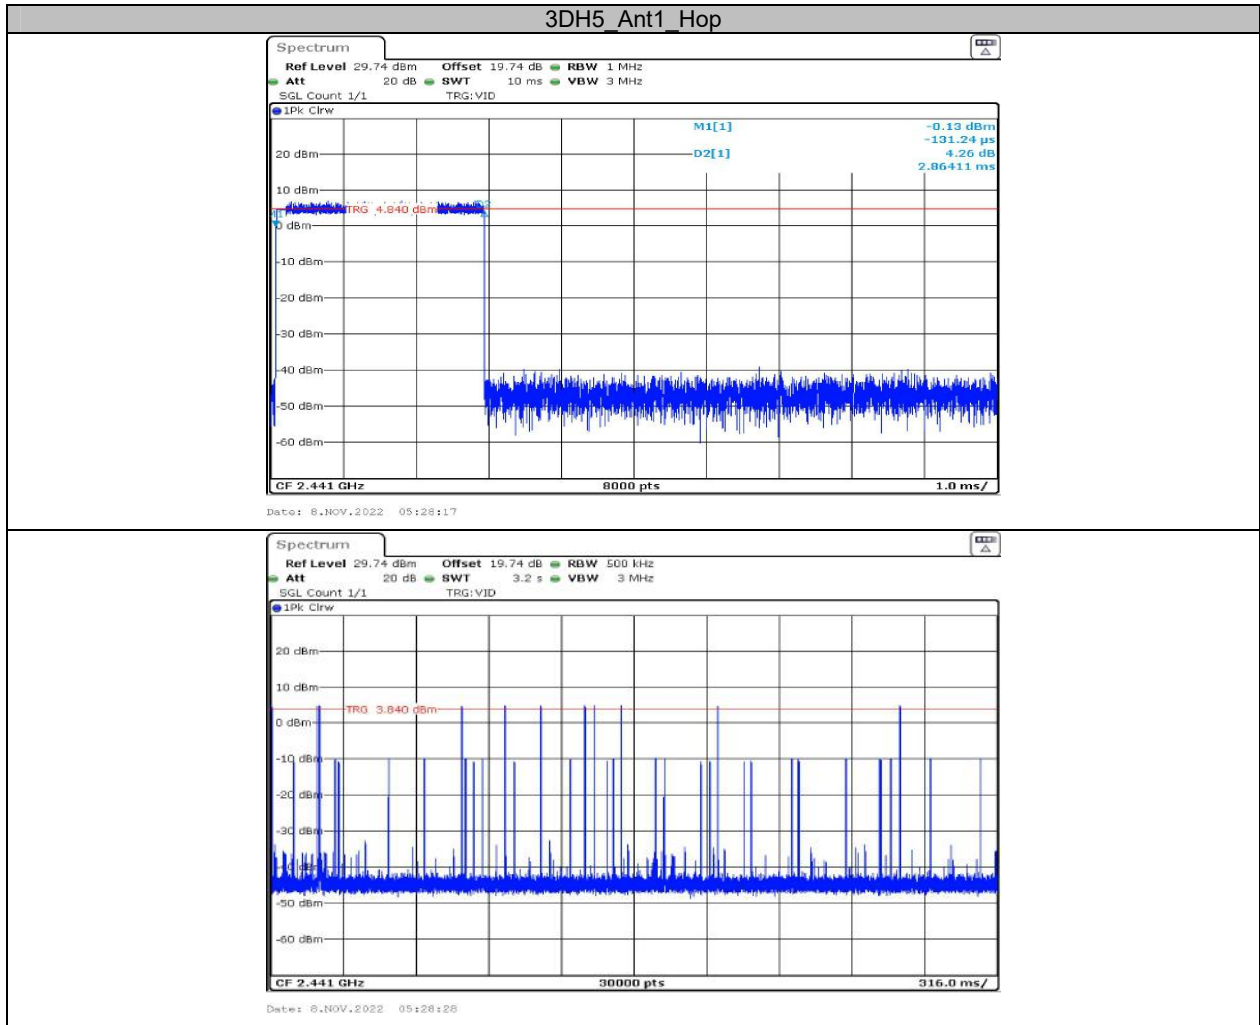 3DH5_Ant1_Hop
Spectrum
Ref Level 29.74 dBm Offset 19.74 dB RBW 1 MHz
Att 20 dB SWT 10 ms VBW 3 MHz
SGL Count 1/1 TRG:VID
1Pk Clrw
M1[1] -0.13 dBm
-131.24 µs
20 dBm D2[1] 4.26 dB
2.86411 ms
10 dBm
TRG 4.840 dBm
0 dBm
-10 dBm
-20 dBm
-30 dBm
-40 dBm
-50 dBm
-60 dBm
CF 2.441 GHz 8000 pts 1.0 ms/
Date: 8.NOV.2022 05:28:17
Spectrum
Ref Level 29.74 dBm Offset 19.74 dB RBW 500 kHz
Att 20 dB SWT 3.2 s VBW 3 MHz
SGL Count 1/1 TRG:VID
1Pk Clrw
20 dBm
10 dBm
TRG 3.840 dBm
0 dBm
-10 dBm
-20 dBm
-30 dBm
-50 dBm
-60 dBm
CF 2.441 GHz 30000 pts 316.0 ms/
Date: 8.NOV.2022 05:28:28